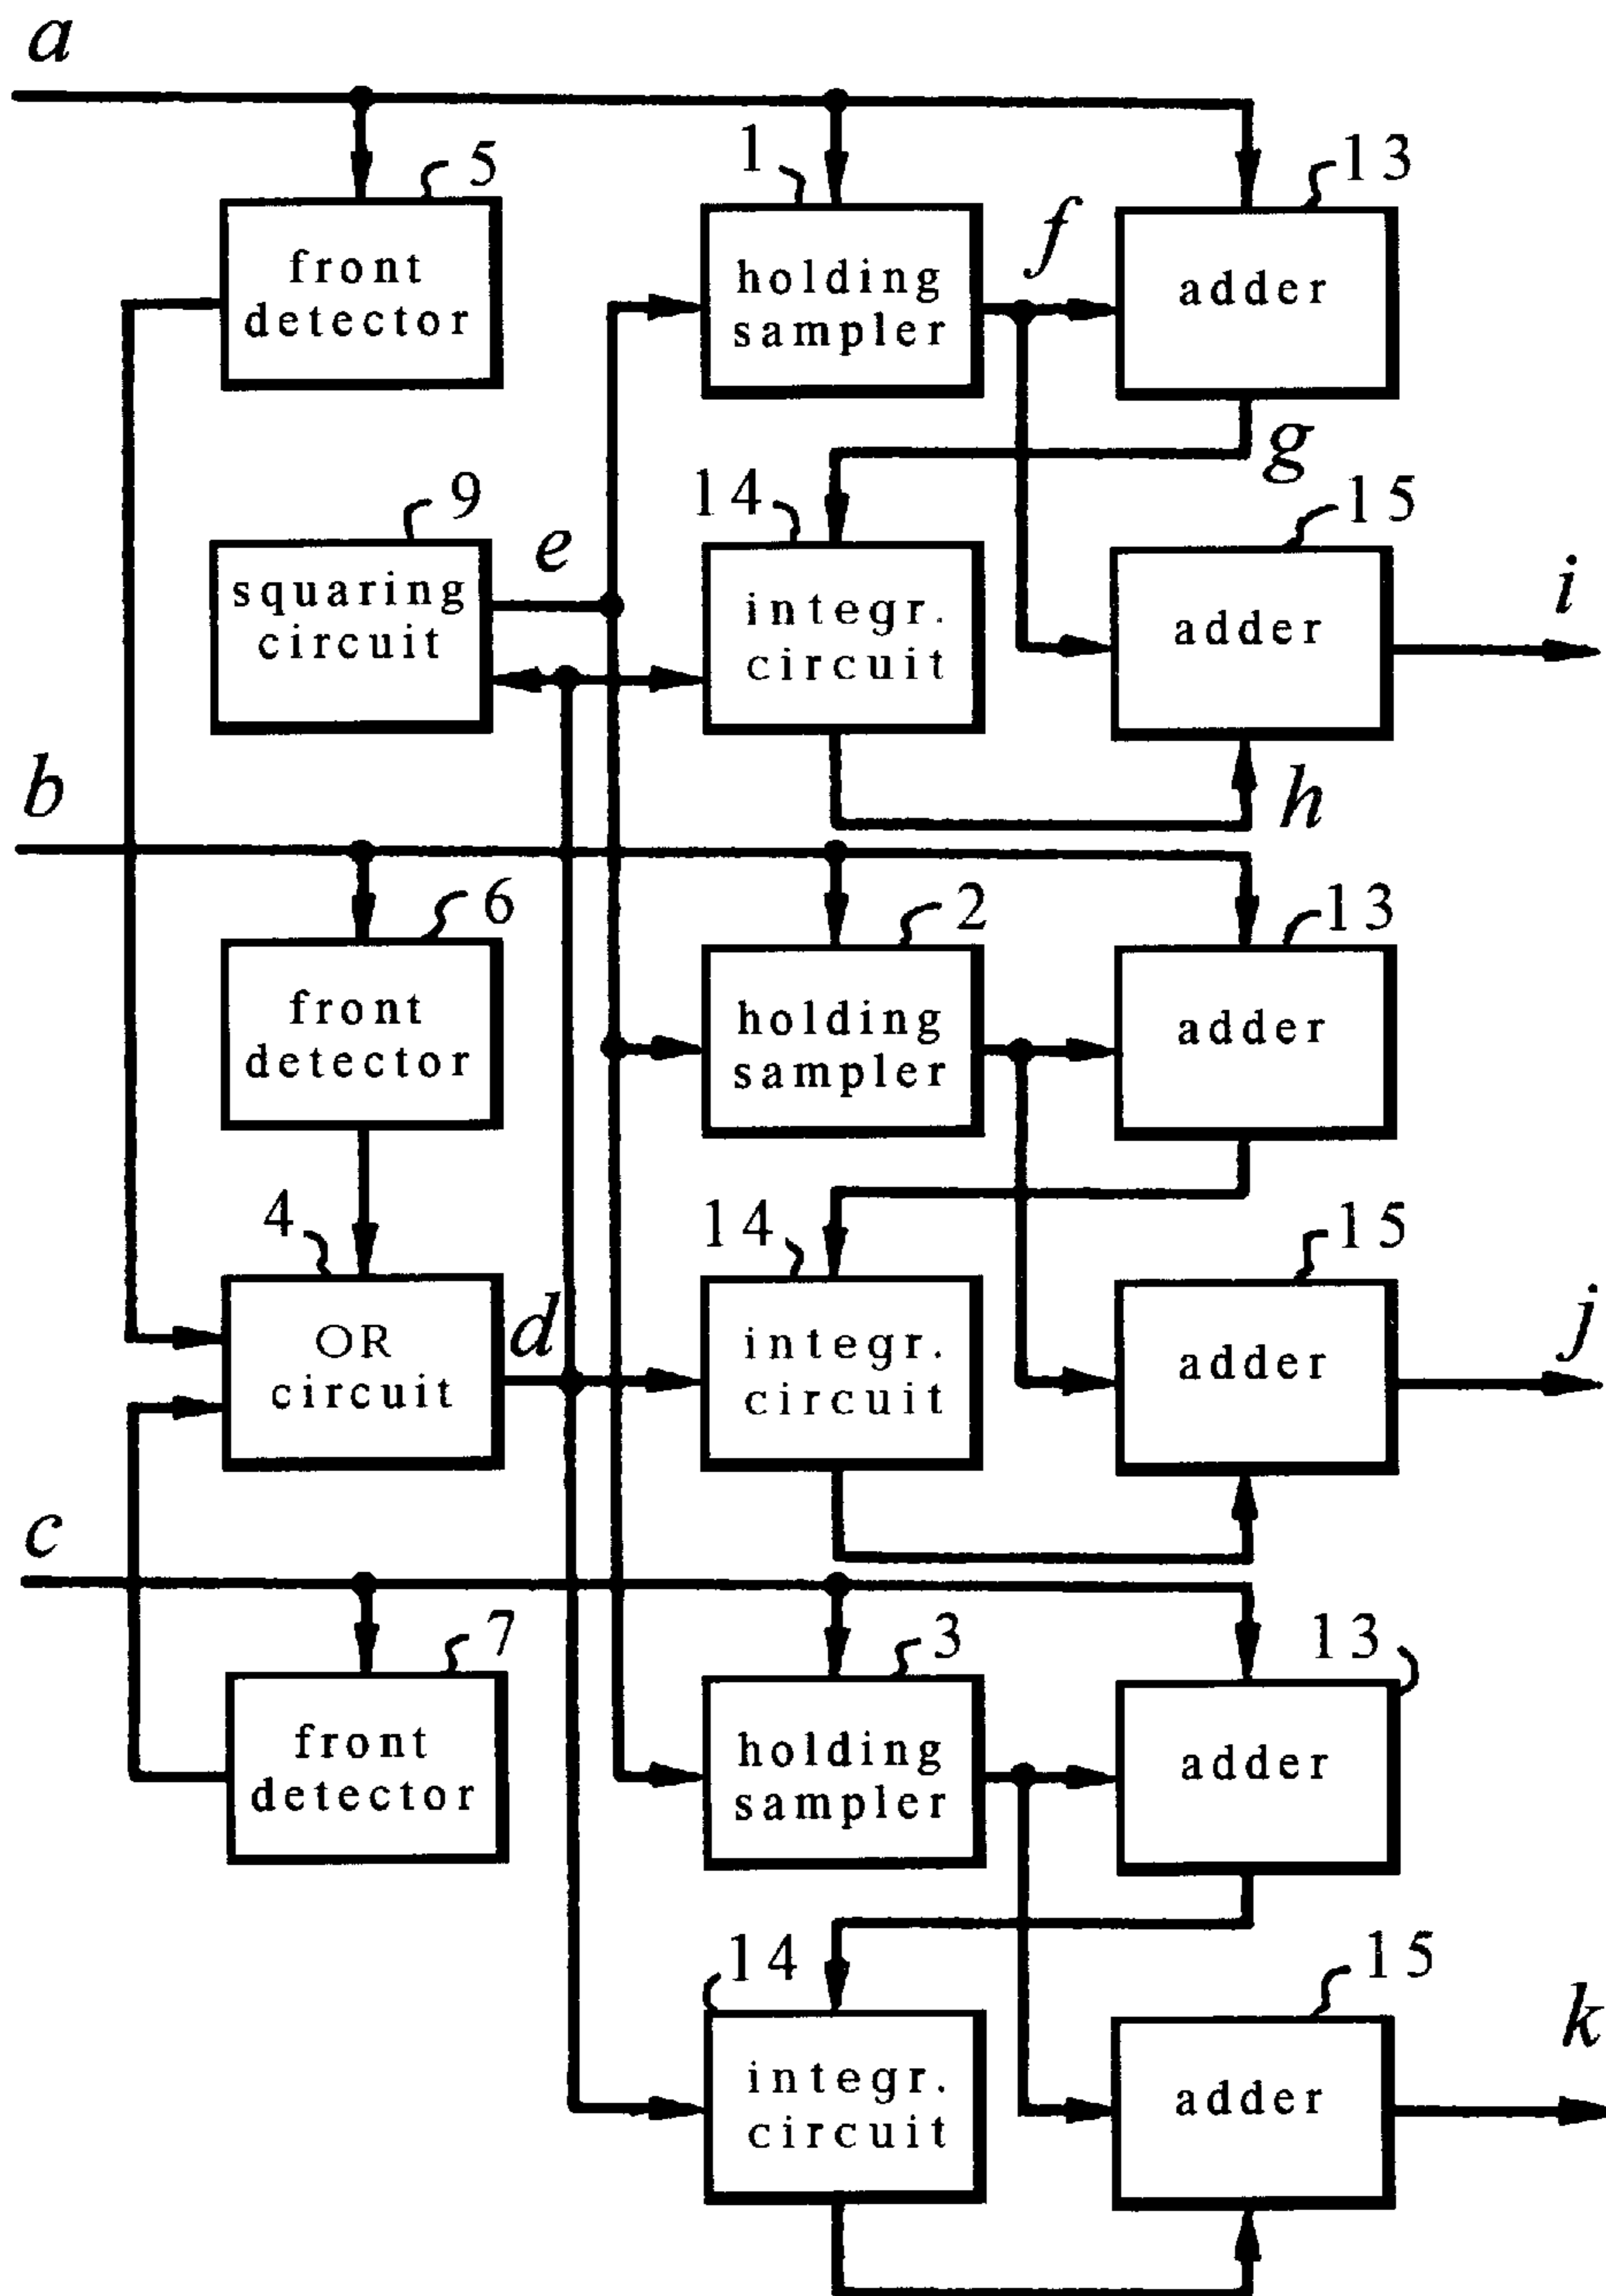 a
5
1
13
front
detector
holding
sampler
f
adder
g
9
e
14
15
squaring
circuit
integr.
circuit
adder
i
b
h
6
2
13
front
detector
holding
sampler
adder
4
14
15
OR
circuit
d
integr.
circuit
adder
j
c
7
3
13
front
detector
holding
sampler
adder
14
15
integr.
circuit
adder
k